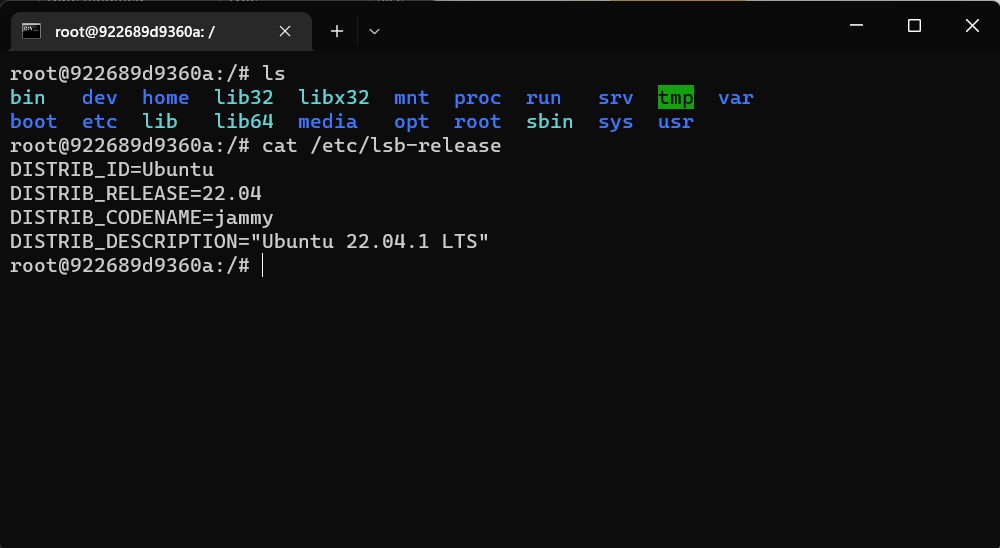 root@922689d9360a: /
root@922689d9360a:/# ls
bin dev home lib32 libx32 mnt proc run srv tmp var
boot etc lib lib64 media opt root sbin sys usr
root@922689d9360a:/# cat /etc/lsb-release
DISTRIB_ID=Ubuntu
DISTRIB_RELEASE=22.04
DISTRIB_CODENAME=jammy
DISTRIB_DESCRIPTION="Ubuntu 22.04.1 LTS"
root@922689d9360a:/#